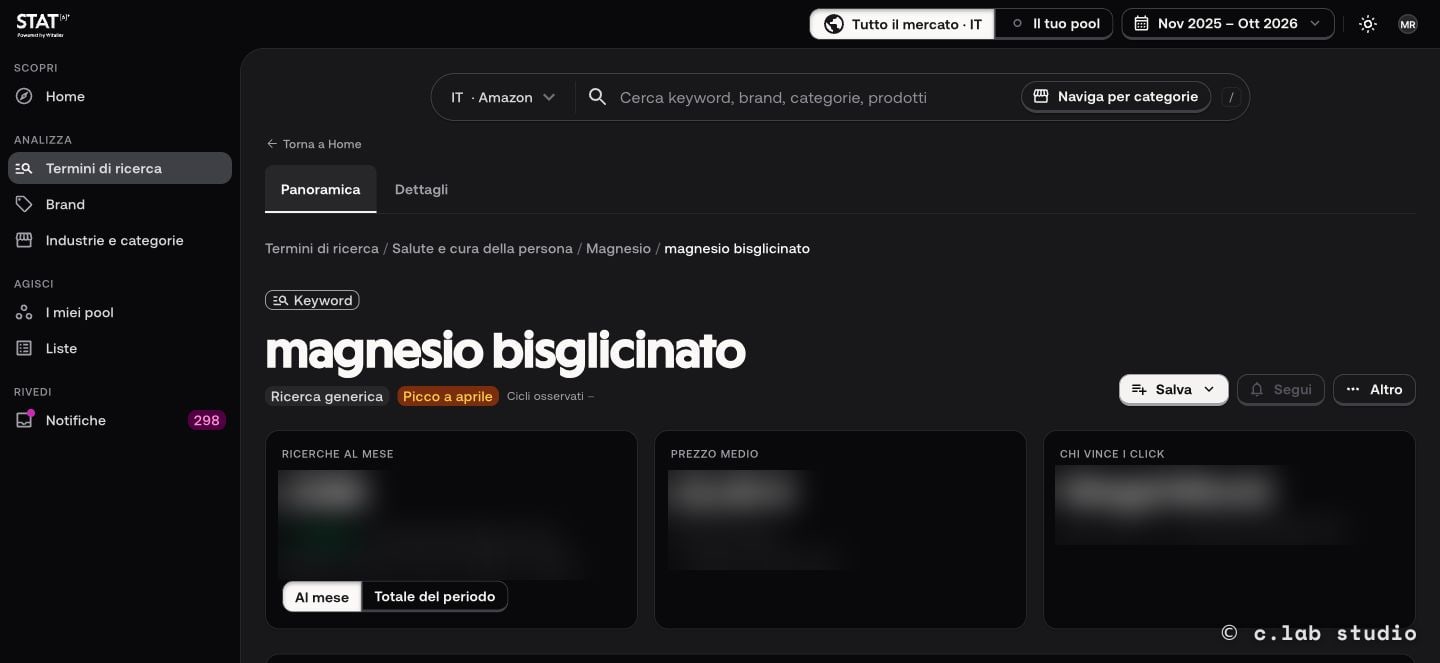 STAT
Powered by Witailer
Tutto il mercato · IT
Il tuo pool
Nov 2025 – Ott 2026
MR
SCOPRI
Home
ANALIZZA
Termini di ricerca
Brand
Industrie e categorie
AGISCI
I miei pool
Liste
RIVEDI
Notifiche 298
IT · Amazon
Cerca keyword, brand, categorie, prodotti
Naviga per categorie
/
← Torna a Home
Panoramica
Dettagli
Termini di ricerca / Salute e cura della persona / Magnesio / magnesio bisglicinato
Keyword
magnesio bisglicinato
Ricerca generica
Picco a aprile
Cicli osservati –
Salva
Segui
Altro
RICERCHE AL MESE
Al mese
Totale del periodo
PREZZO MEDIO
CHI VINCE I CLICK
© c.lab studio